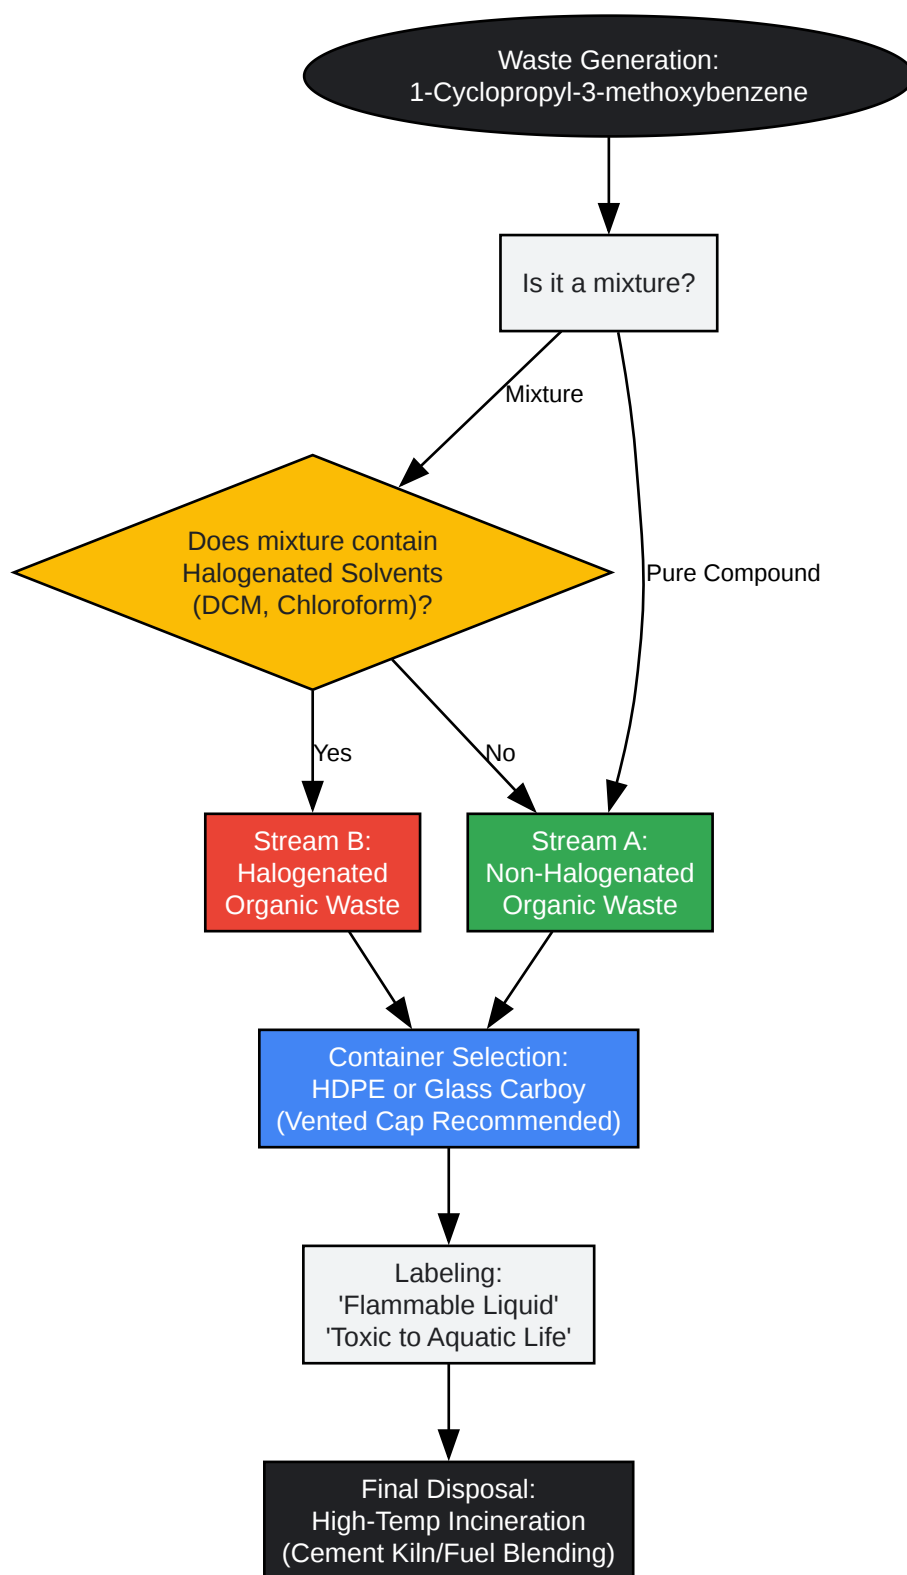 Waste Generation:
1-Cyclopropyl-3-methoxybenzene
Is it a mixture?
Mixture
Does mixture contain
Halogenated Solvents
(DCM, Chloroform)?
Pure Compound
Yes
No
Stream B:
Halogenated
Organic Waste
Stream A:
Non-Halogenated
Organic Waste
Container Selection:
HDPE or Glass Carboy
(Vented Cap Recommended)
Labeling:
'Flammable Liquid'
'Toxic to Aquatic Life'
Final Disposal:
High-Temp Incineration
(Cement Kiln/Fuel Blending)